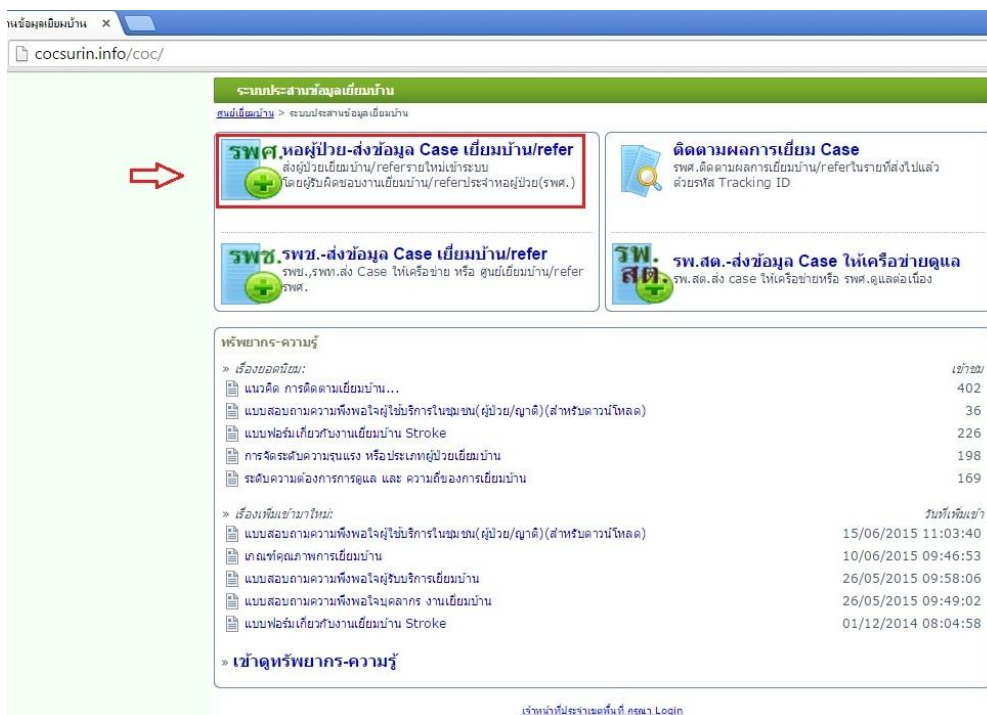 านข้อมูลเยี่ยมบ้าน ×
cocsurin.info/coc/
ระบบประสานข้อมูลเยี่ยมบ้าน
ศูนย์เยี่ยมบ้าน > ระบบประสานข้อมูลเยี่ยมบ้าน
รพศ. หอผู้ป่วย-ส่งข้อมูล Case เยี่ยมบ้าน/refer
ส่งผู้ป่วยเยี่ยมบ้าน/referรายใหม่เข้าระบบ
โดยผู้รับผิดชอบงานเยี่ยมบ้าน/referประจำหอผู้ป่วย(รพศ.)
ติดตามผลการเยี่ยม Case
รพศ.ติดตามผลการเยี่ยมบ้าน/referในรายที่ส่งไปแล้ว
ด้วยรหัส Tracking ID
รพช. รพช.-ส่งข้อมูล Case เยี่ยมบ้าน/refer
รพช.,รพท.ส่ง Case ให้เครือข่าย หรือ ศูนย์เยี่ยมบ้าน/refer
รพศ.
รพ.สต. รพ.สต.-ส่งข้อมูล Case ให้เครือข่ายดูแล
รพ.สต.ส่ง case ให้เครือข่ายหรือ รพศ.ดูแลต่อเนื่อง
ทรัพยากร-ความรู้
» เรื่องยอดนิยม: เข้าชม
แนวคิด การติดตามเยี่ยมบ้าน... 402
แบบสอบถามความพึงพอใจผู้ใช้บริการในชุมชน(ผู้ป่วย/ญาติ)(สำหรับดาวน์โหลด) 36
แบบฟอร์มเกี่ยวกับงานเยี่ยมบ้าน Stroke 226
การจัดระดับความรุนแรง หรือประเภทผู้ป่วยเยี่ยมบ้าน 198
ระดับความต้องการการดูแล และ ความถี่ของการเยี่ยมบ้าน 169
» เรื่องเพิ่มเข้ามาใหม่: วันที่เพิ่มเข้า
แบบสอบถามความพึงพอใจผู้ใช้บริการในชุมชน(ผู้ป่วย/ญาติ)(สำหรับดาวน์โหลด) 15/06/2015 11:03:40
เกณฑ์คุณภาพการเยี่ยมบ้าน 10/06/2015 09:46:53
แบบสอบถามความพึงพอใจผู้รับบริการเยี่ยมบ้าน 26/05/2015 09:58:06
แบบสอบถามความพึงพอใจบุคลากร งานเยี่ยมบ้าน 26/05/2015 09:49:02
แบบฟอร์มเกี่ยวกับงานเยี่ยมบ้าน Stroke 01/12/2014 08:04:58
» เข้าดูทรัพยากร-ความรู้
เจ้าหน้าที่ประจำเขตพื้นที่ กรุณา Login